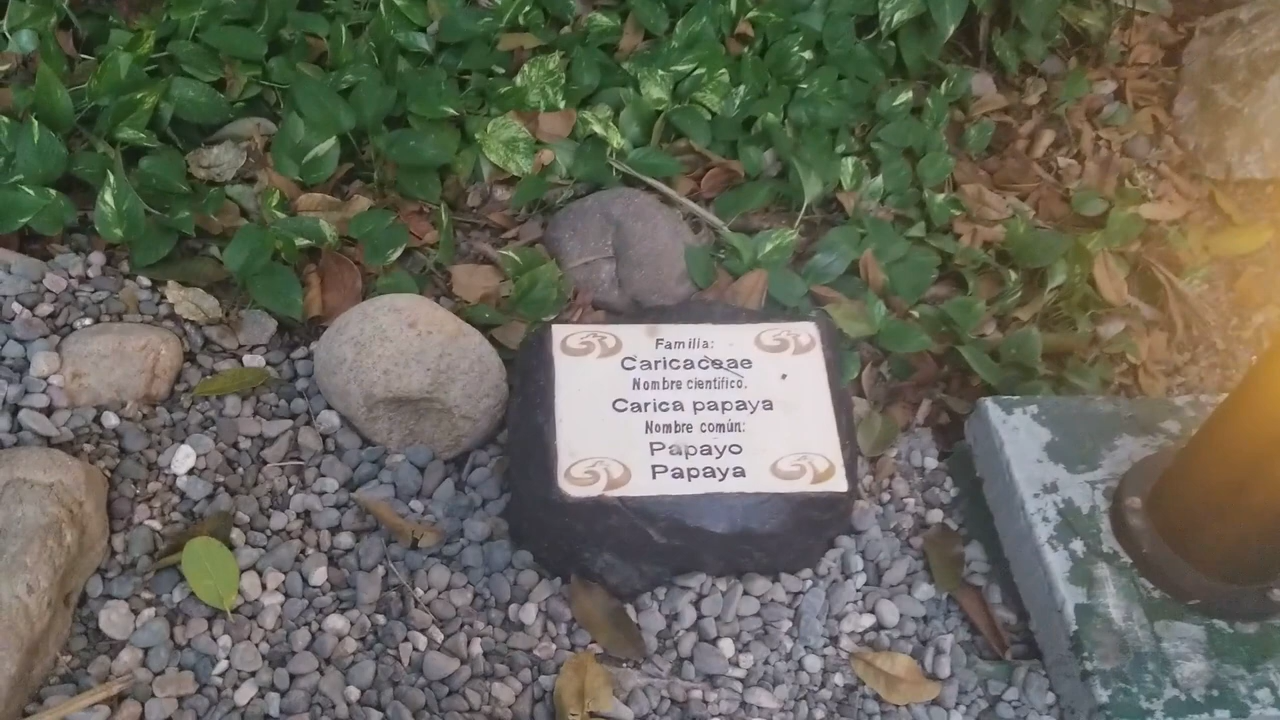 Familia:
Caricaceae
Nombre científico.
Carica papaya
Nombre común:
Papayo
Papaya